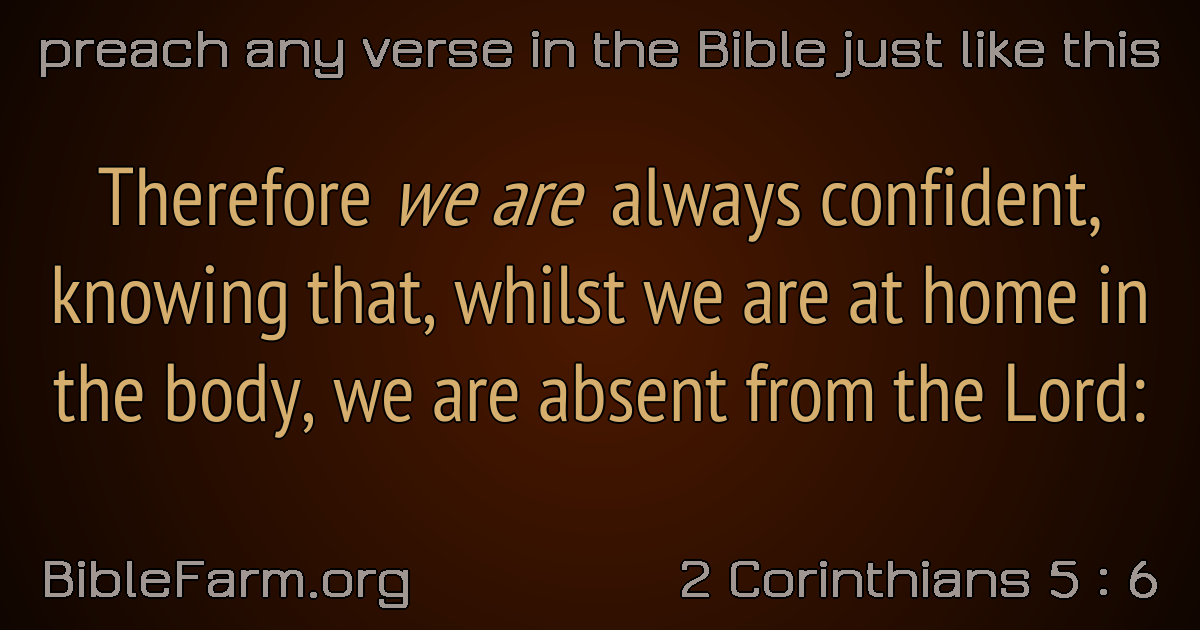 preach any verse in the Bible just like this
Therefore we are always confident,
knowing that, whilst we are at home in
the body, we are absent from the Lord:
BibleFarm.org
2 Corinthians 5 : 6